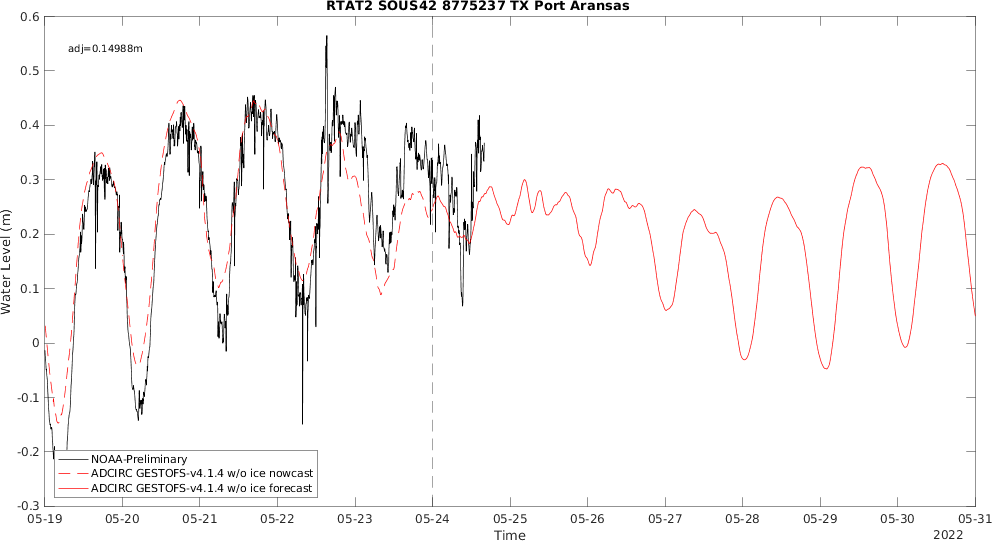 RTAT2 SOUS42 8775237 TX Port Aransas
adj=0.14988m
Water Level (m)
0.6
0.5
0.4
0.3
0.2
0.1
0
-0.1
-0.2
-0.3
NOAA-Preliminary
ADCIRC GESTOFS-v4.1.4 w/o ice nowcast
ADCIRC GESTOFS-v4.1.4 w/o ice forecast
05-19 05-20 05-21 05-22 05-23 05-24 05-25 05-26 05-27 05-28 05-29 05-30 05-31
Time
2022